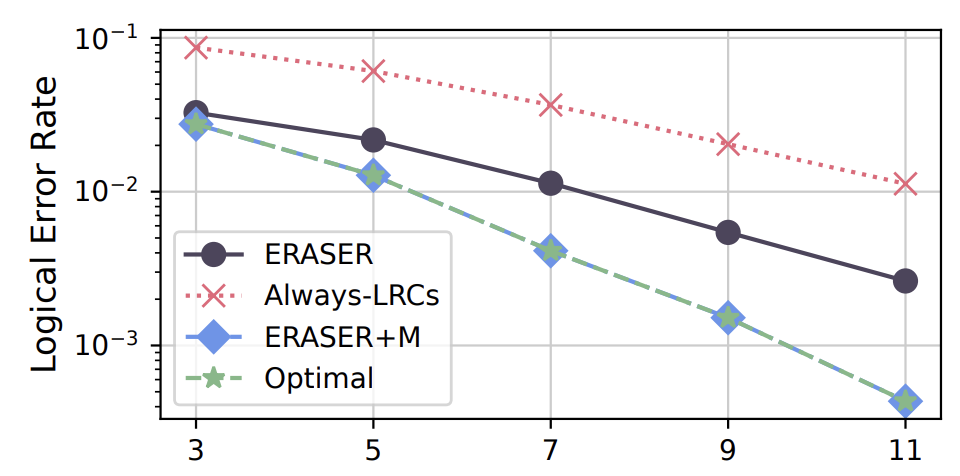 10⁻¹
10⁻²
10⁻³
Logical Error Rate
ERASER
Always-LRCs
ERASER+M
Optimal
3 5 7 9 11